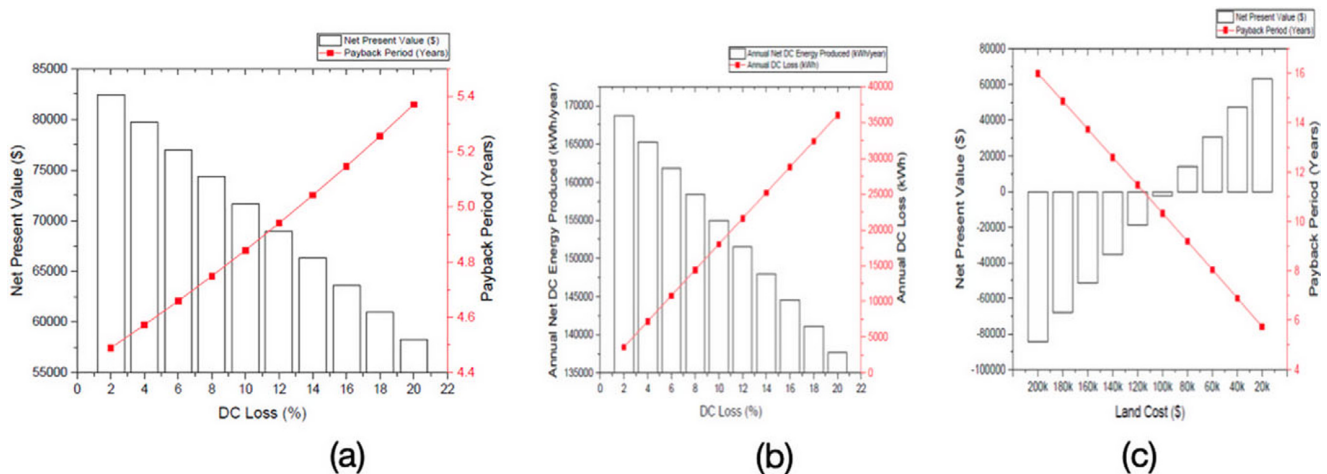 Net Present Value ($)
Payback Period (Years)
85000
80000
75000
70000
65000
60000
55000
Net Present Value ($)
5.4
5.2
5.0
4.8
4.6
4.4
Payback Period (Years)
0 2 4 6 8 10 12 14 16 18 20 22
DC Loss (%)
(a)
Annual Net DC Energy Produced (kWh/year)
Annual DC Loss (kWh)
170000
165000
160000
155000
150000
145000
140000
135000
Annual Net DC Energy Produced (kWh/year)
40000
35000
30000
25000
20000
15000
10000
5000
0
Annual DC Loss (kWh)
0 2 4 6 8 10 12 14 16 18 20 22
DC Loss (%)
(b)
Net Present Value ($)
Payback Period (Years)
80000
60000
40000
20000
0
-20000
-40000
-60000
-80000
-100000
Net Present Value ($)
16
14
12
10
8
6
4
Payback Period (Years)
200k 180k 160k 140k 120k 100k 80k 60k 40k 20k
Land Cost ($)
(c)